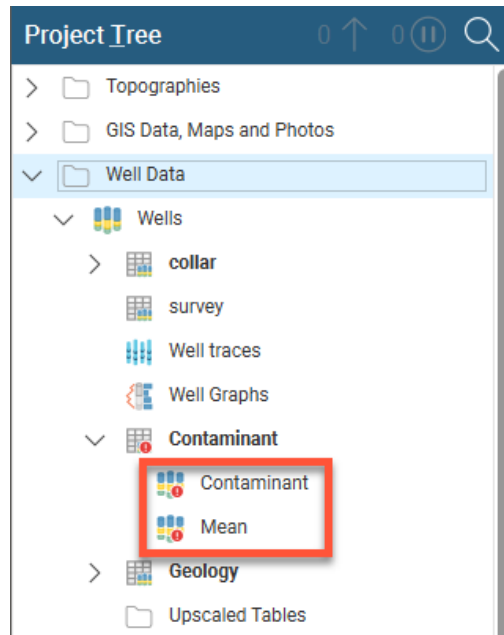 Project Tree 0 0
Topographies
GIS Data, Maps and Photos
Well Data
Wells
collar
survey
Well traces
Well Graphs
Contaminant
Contaminant
Mean
Geology
Upscaled Tables